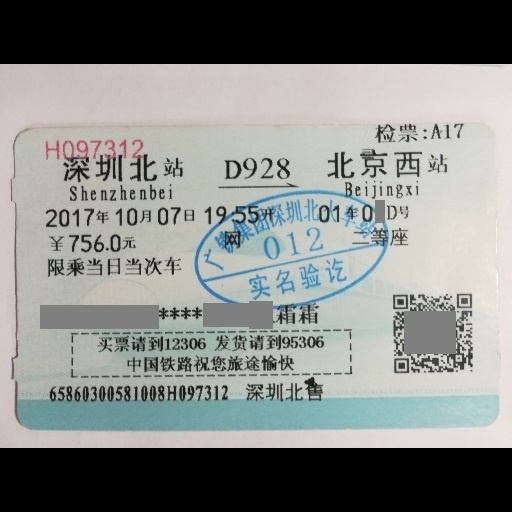 检票:A17
H097312
深圳北站 D928 北京西站
Shenzhenbei Beijingxi
2017年10月07日 19:55开 01车0 D号
￥756.0元 网 二等座
限乘当日当次车
广铁集团深圳北火车站
012
实名验讫
**** 霜霜
买票请到12306 发货请到95306
中国铁路祝您旅途愉快
65860300581008H097312 深圳北售